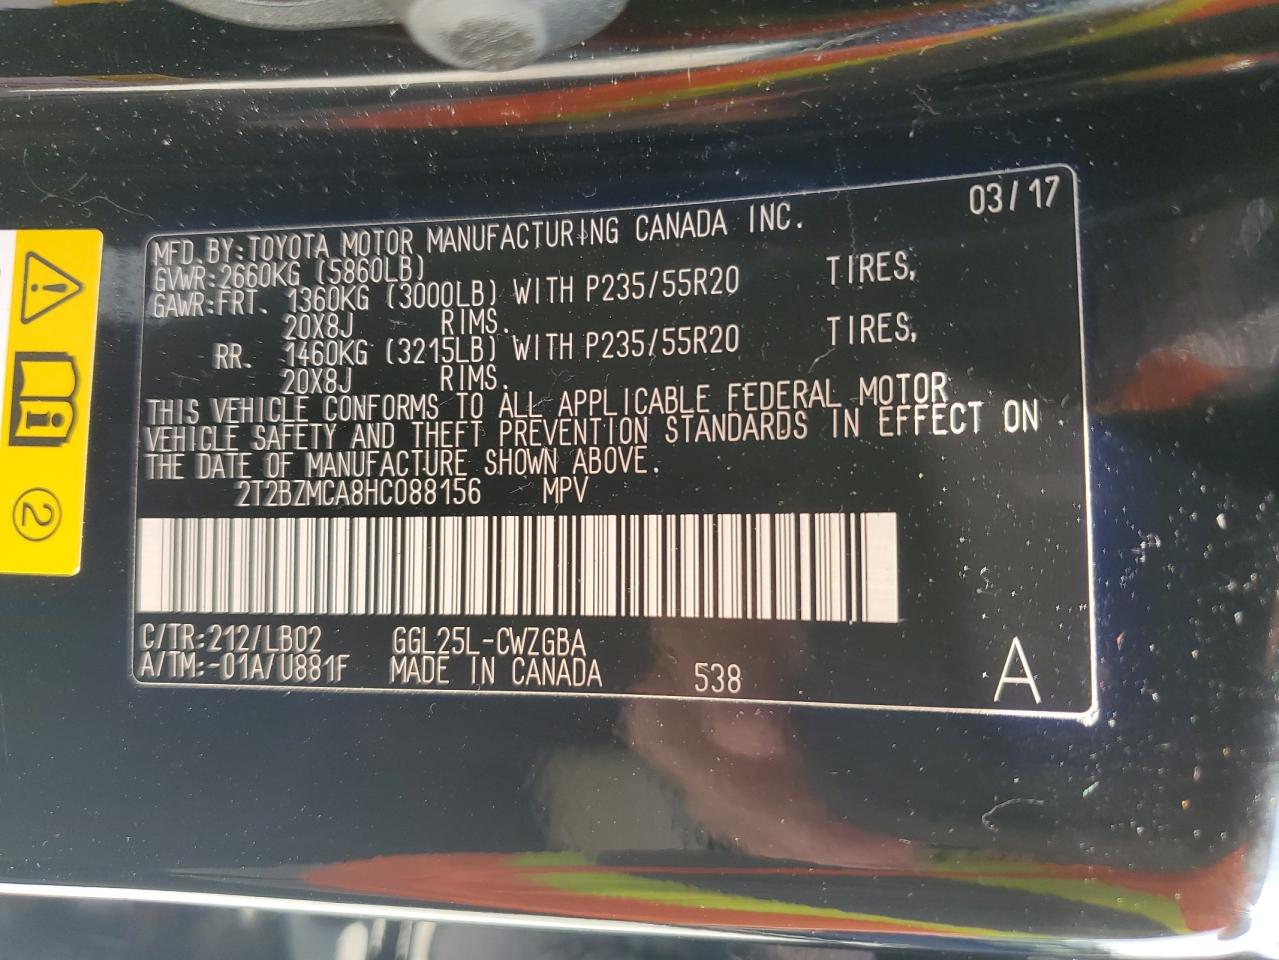 03/17
MFD.BY:TOYOTA MOTOR MANUFACTURING CANADA INC.
GVWR:2660KG (5860LB)
GAWR:FRT. 1360KG (3000LB) WITH P235/55R20 TIRES,
20X8J RIMS.
RR. 1460KG (3215LB) WITH P235/55R20 TIRES,
20X8J RIMS.
THIS VEHICLE CONFORMS TO ALL APPLICABLE FEDERAL MOTOR
VEHICLE SAFETY AND THEFT PREVENTION STANDARDS IN EFFECT ON
THE DATE OF MANUFACTURE SHOWN ABOVE.
2T2BZMCA8HC088156 MPV
C/TR:212/LB02 GGL25L-CWZGBA
A/TM:-01A/U881F MADE IN CANADA 538 A
2